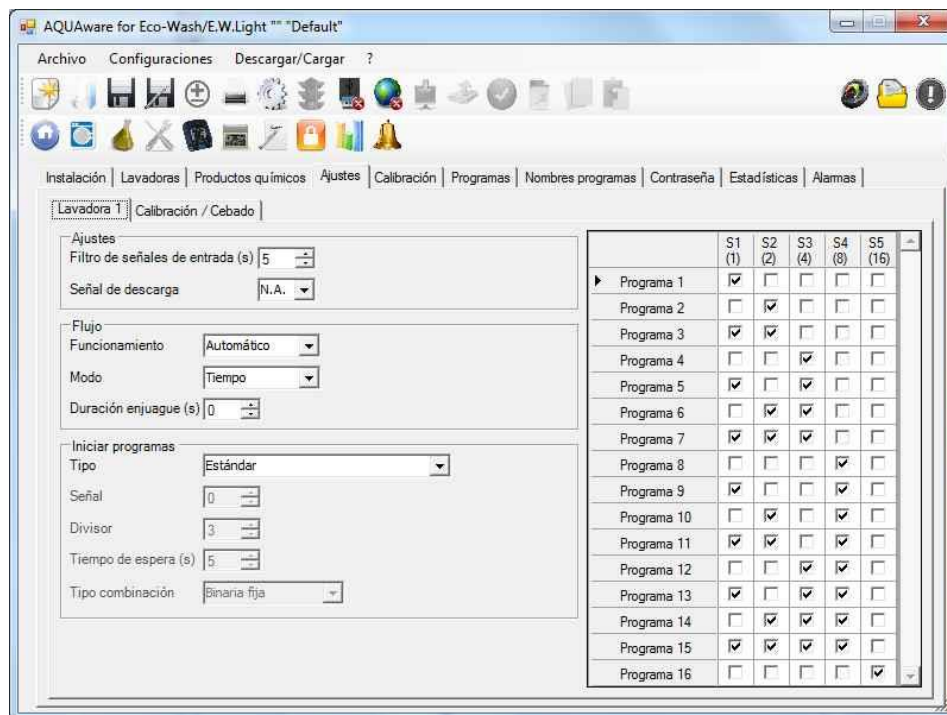 AQUAware for Eco-Wash/E.W.Light "" "Default"
Archivo Configuraciones Descargar/Cargar ?
Instalación Lavadoras Productos químicos Ajustes Calibración Programas Nombres programas Contraseña Estadísticas Alarmas
Lavadora 1 Calibración / Cebado
Ajustes
Filtro de señales de entrada (s) 5
Señal de descarga N.A.
Flujo
Funcionamiento Automático
Modo Tiempo
Duración enjuague (s) 0
Iniciar programas
Tipo Estándar
Señal 0
Divisor 3
Tiempo de espera (s) 5
Tipo combinación Binaria fija
S1 S2 S3 S4 S5
(1) (2) (4) (8) (16)
Programa 1
Programa 2
Programa 3
Programa 4
Programa 5
Programa 6
Programa 7
Programa 8
Programa 9
Programa 10
Programa 11
Programa 12
Programa 13
Programa 14
Programa 15
Programa 16